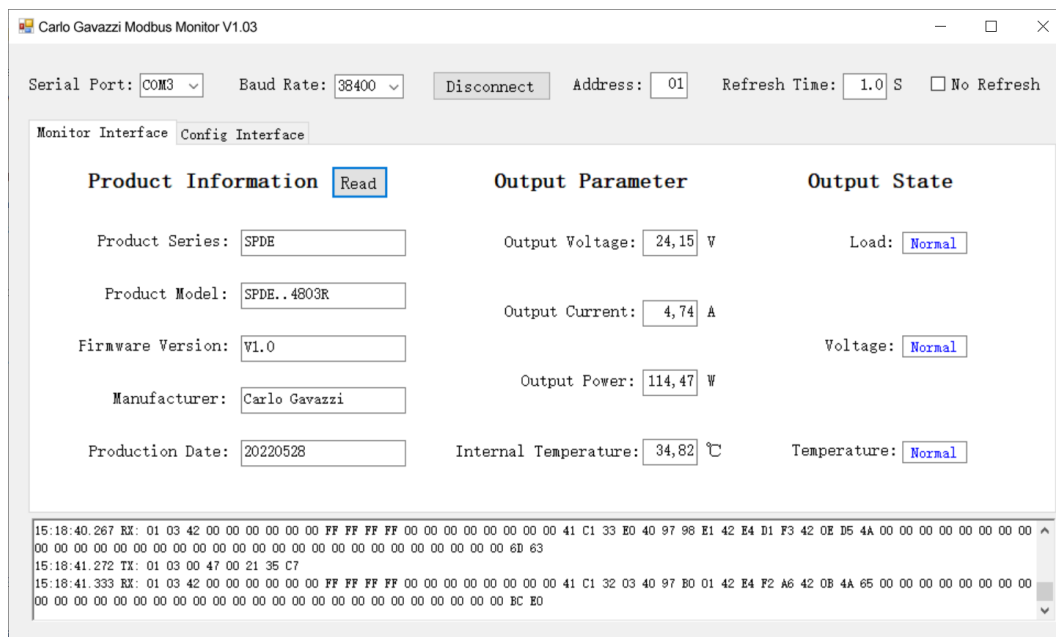 Carlo Gavazzi Modbus Monitor V1.03
Serial Port: COM3 Baud Rate: 38400 Disconnect Address: 01 Refresh Time: 1.0 S No Refresh
Monitor Interface Config Interface
Product Information Read Output Parameter Output State
Product Series: SPDE Output Voltage: 24,15 V Load: Normal
Product Model: SPDE..4803R
Output Current: 4,74 A
Firmware Version: V1.0 Voltage: Normal
Output Power: 114,47 W
Manufacturer: Carlo Gavazzi
Production Date: 20220528 Internal Temperature: 34,82 ℃ Temperature: Normal
15:18:40.267 RX: 01 03 42 00 00 00 00 00 00 FF FF FF FF 00 00 00 00 00 00 00 00 41 C1 33 E0 40 97 98 E1 42 E4 D1 F3 42 0E D5 4A 00 00 00 00 00 00 00 00
00 00 00 00 00 00 00 00 00 00 00 00 00 00 00 00 00 00 00 00 00 00 00 00 6D 63
15:18:41.272 TX: 01 03 00 47 00 21 35 C7
15:18:41.333 RX: 01 03 42 00 00 00 00 00 00 FF FF FF FF 00 00 00 00 00 00 00 00 41 C1 32 03 40 97 B0 01 42 E4 F2 A6 42 0B 4A 65 00 00 00 00 00 00 00 00
00 00 00 00 00 00 00 00 00 00 00 00 00 00 00 00 00 00 00 00 00 00 00 00 BC E0